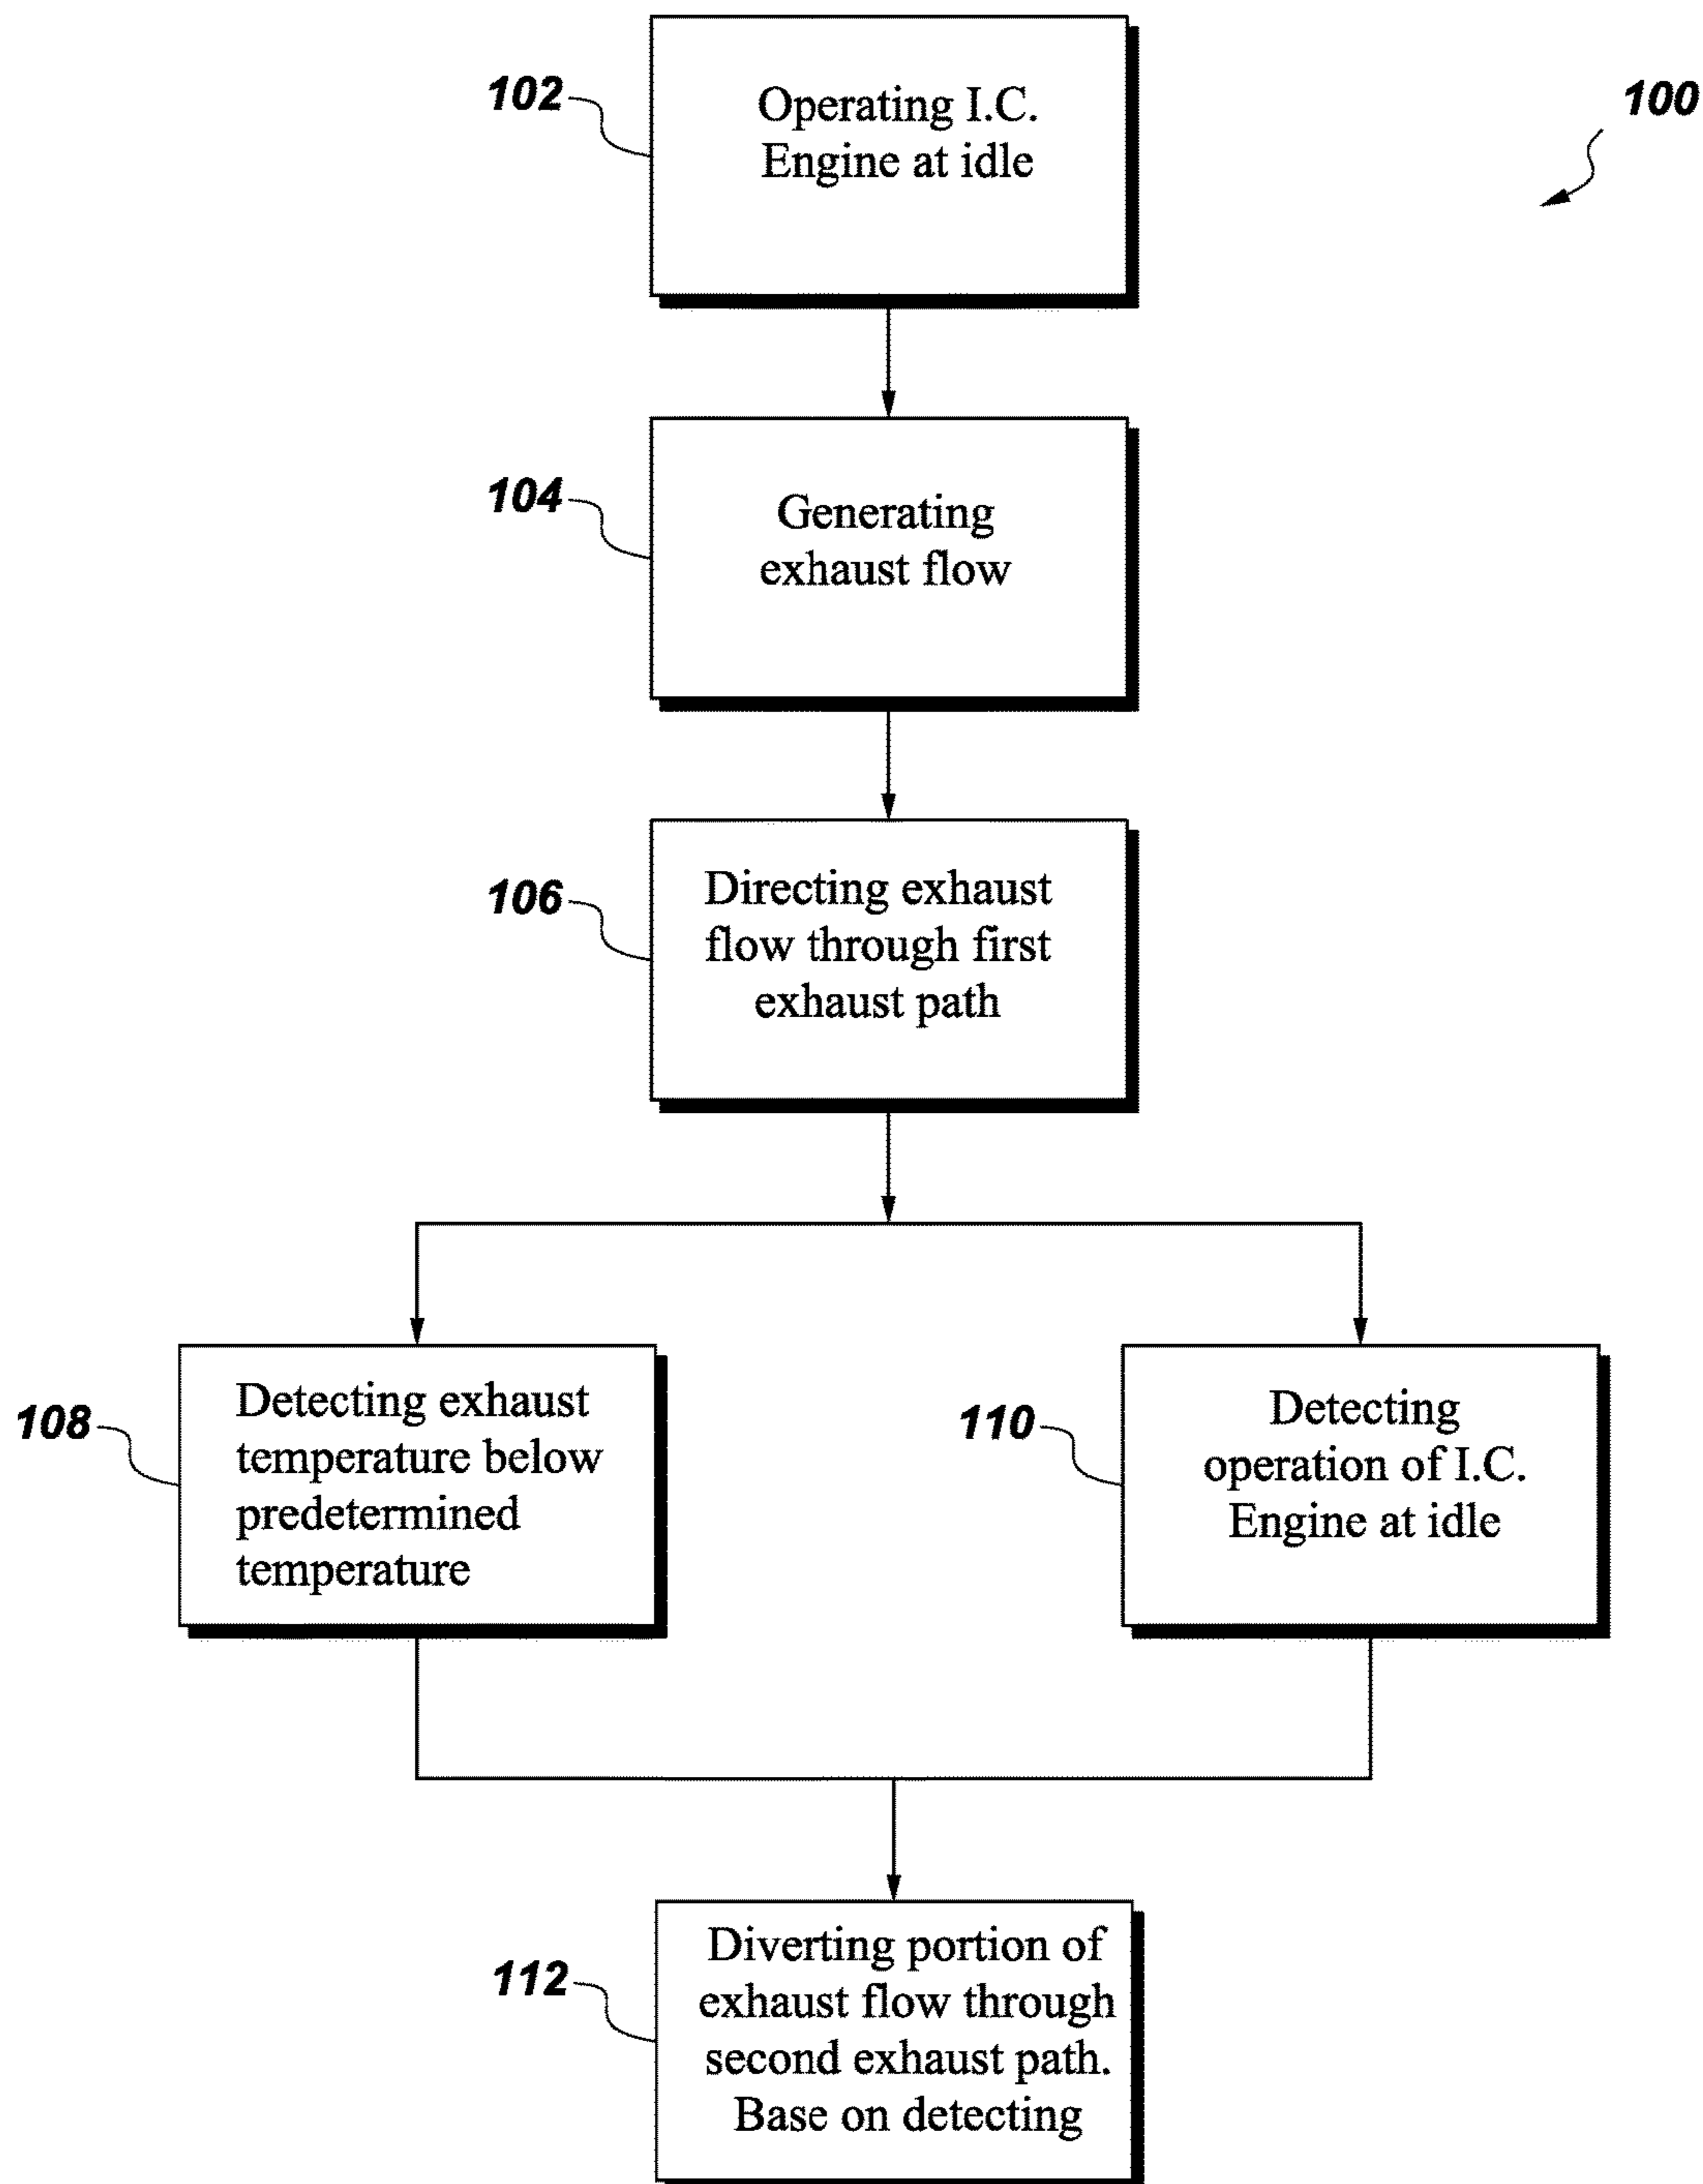 102
Operating I.C.
Engine at idle
100
104
Generating
exhaust flow
106
Directing exhaust
flow through first
exhaust path
108
Detecting exhaust
temperature below
predetermined
temperature
110
Detecting
operation of I.C.
Engine at idle
112
Diverting portion of
exhaust flow through
second exhaust path.
Base on detecting